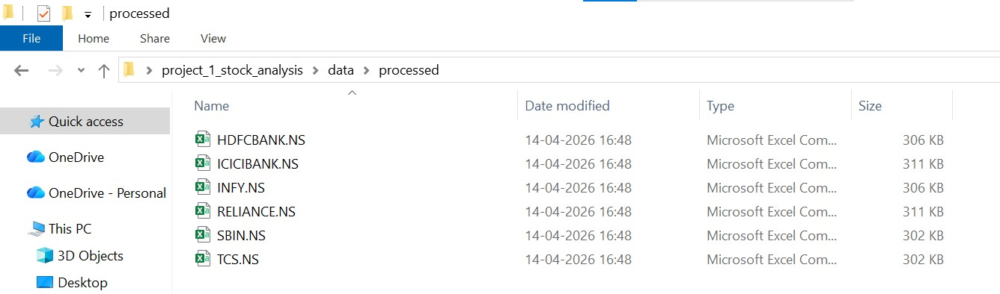 processed
File Home Share View
project_1_stock_analysis data processed
Name Date modified Type Size
Quick access
OneDrive
OneDrive - Personal
This PC
3D Objects
Desktop
HDFCBANK.NS 14-04-2026 16:48 Microsoft Excel Com... 306 KB
ICICIBANK.NS 14-04-2026 16:48 Microsoft Excel Com... 311 KB
INFY.NS 14-04-2026 16:48 Microsoft Excel Com... 306 KB
RELIANCE.NS 14-04-2026 16:48 Microsoft Excel Com... 311 KB
SBIN.NS 14-04-2026 16:48 Microsoft Excel Com... 302 KB
TCS.NS 14-04-2026 16:48 Microsoft Excel Com... 302 KB